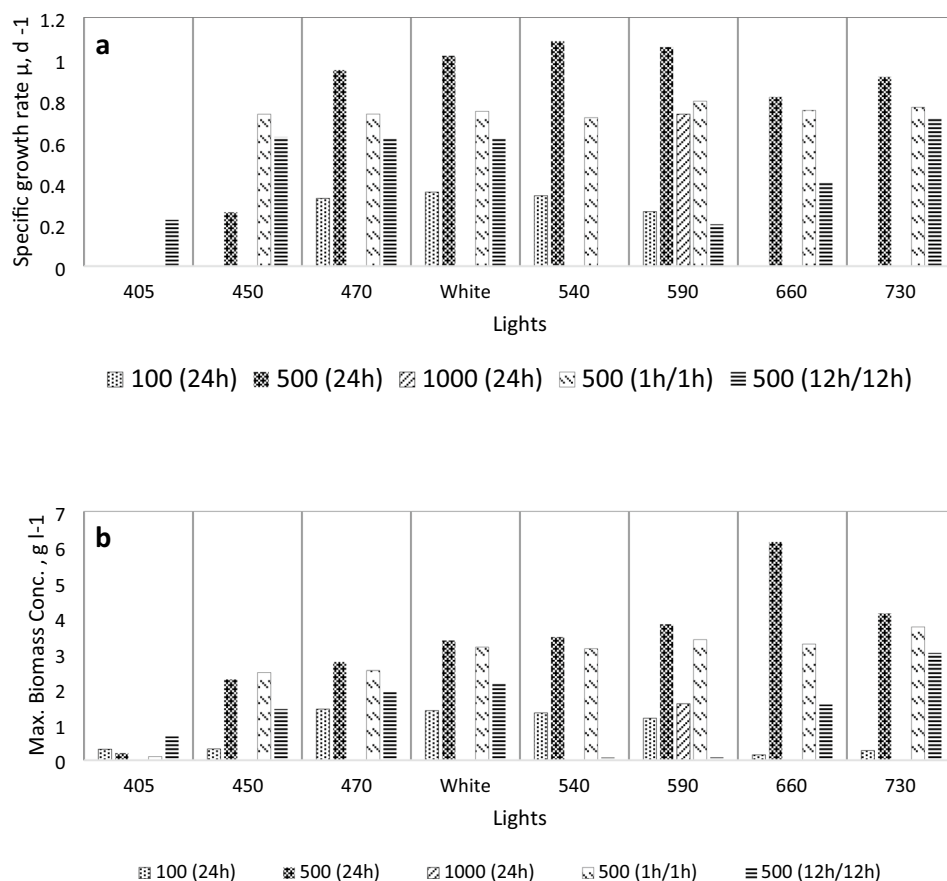 a
Specific growth rate µ, d -1
1.2
1
0.8
0.6
0.4
0.2
0
405 450 470 White 540 590 660 730
Lights
100 (24h) 500 (24h) 1000 (24h) 500 (1h/1h) 500 (12h/12h)
b
Max. Biomass Conc. , g l-1
7
6
5
4
3
2
1
0
405 450 470 White 540 590 660 730
Lights
100 (24h) 500 (24h) 1000 (24h) 500 (1h/1h) 500 (12h/12h)